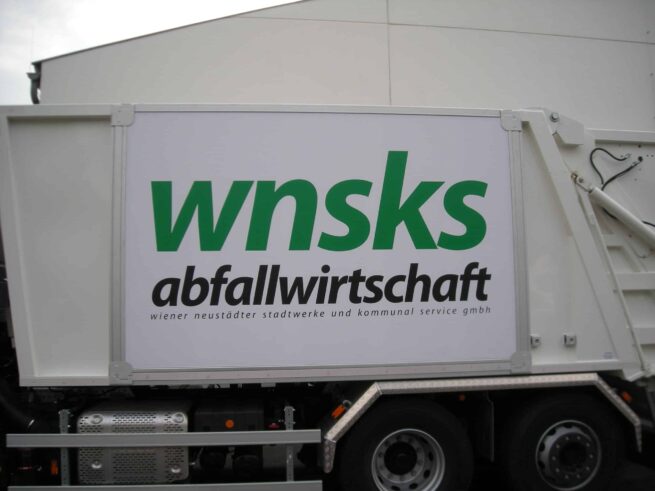 wnsks
abfallwirtschaft
wiener neustädter stadtwerke und kommunal service gmbh